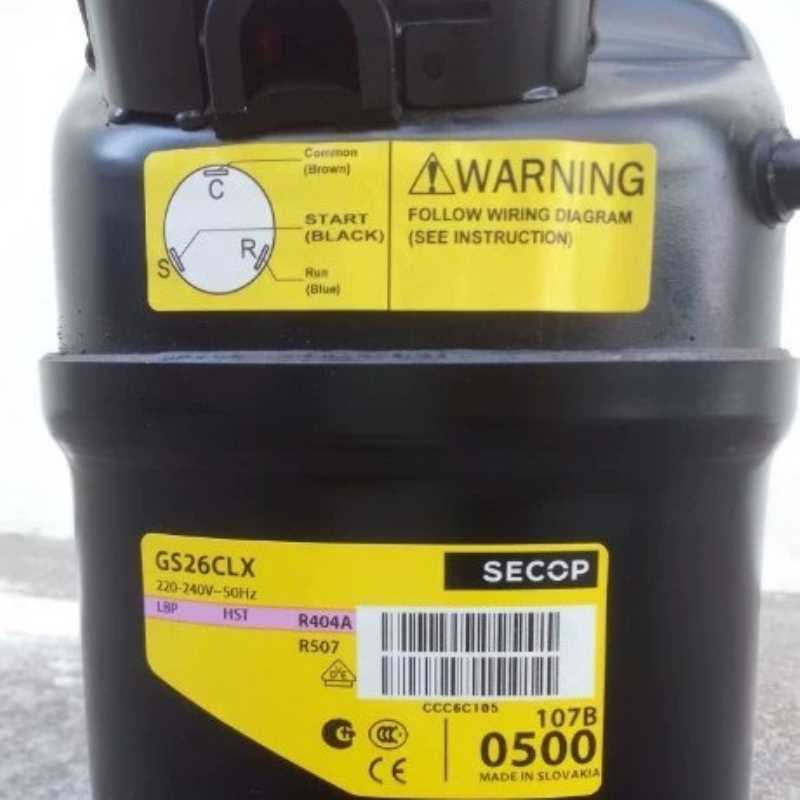 Common
(Brown)
C
START
(BLACK)
S
R
Run
(Blue)
WARNING
FOLLOW WIRING DIAGRAM
(SEE INSTRUCTION)
GS26CLX
SECOP
220-240V~50Hz
LBP HST R404A
R507
CCC6C105
107B
0500
CE
MADE IN SLOVAKIA